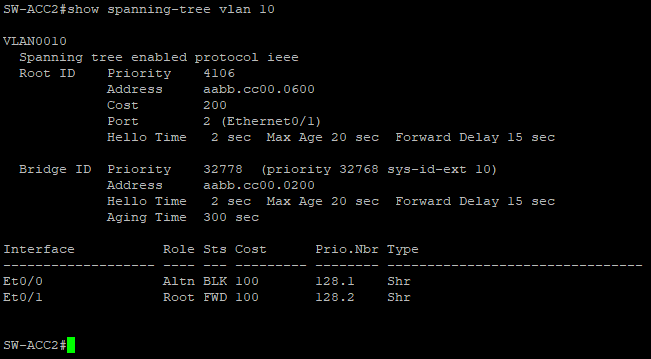 SW-ACC2#show spanning-tree vlan 10
VLAN0010
  Spanning tree enabled protocol ieee
  Root ID    Priority    4106
             Address     aabb.cc00.0600
             Cost        200
             Port        2 (Ethernet0/1)
             Hello Time   2 sec  Max Age 20 sec  Forward Delay 15 sec
  Bridge ID  Priority    32778  (priority 32768 sys-id-ext 10)
             Address     aabb.cc00.0200
             Hello Time   2 sec  Max Age 20 sec  Forward Delay 15 sec
             Aging Time  300 sec
Interface           Role Sts Cost      Prio.Nbr Type
------------------- ---- --- --------- -------- --------------------------------
Et0/0               Altn BLK 100       128.1    Shr
Et0/1               Root FWD 100       128.2    Shr
SW-ACC2#